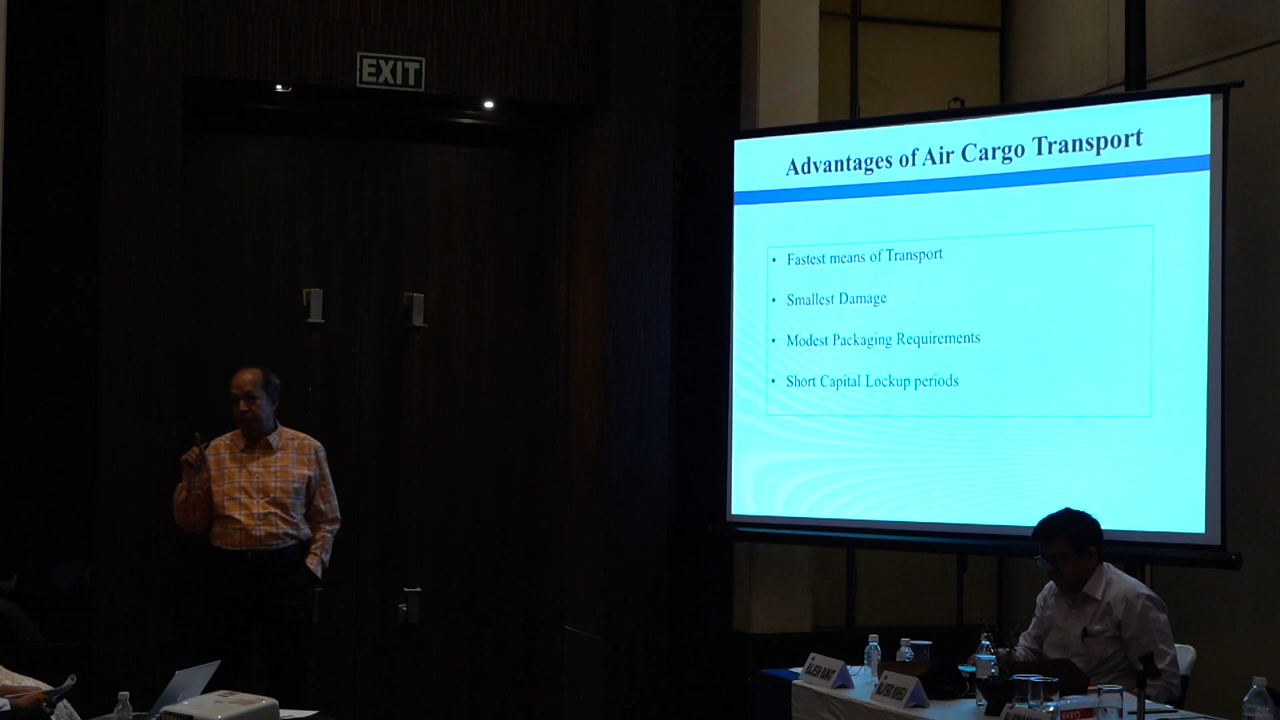 EXIT
Advantages of Air Cargo Transport
• Fastest means of Transport
• Smallest Damage
• Modest Packaging Requirements
• Short Capital Lockup periods